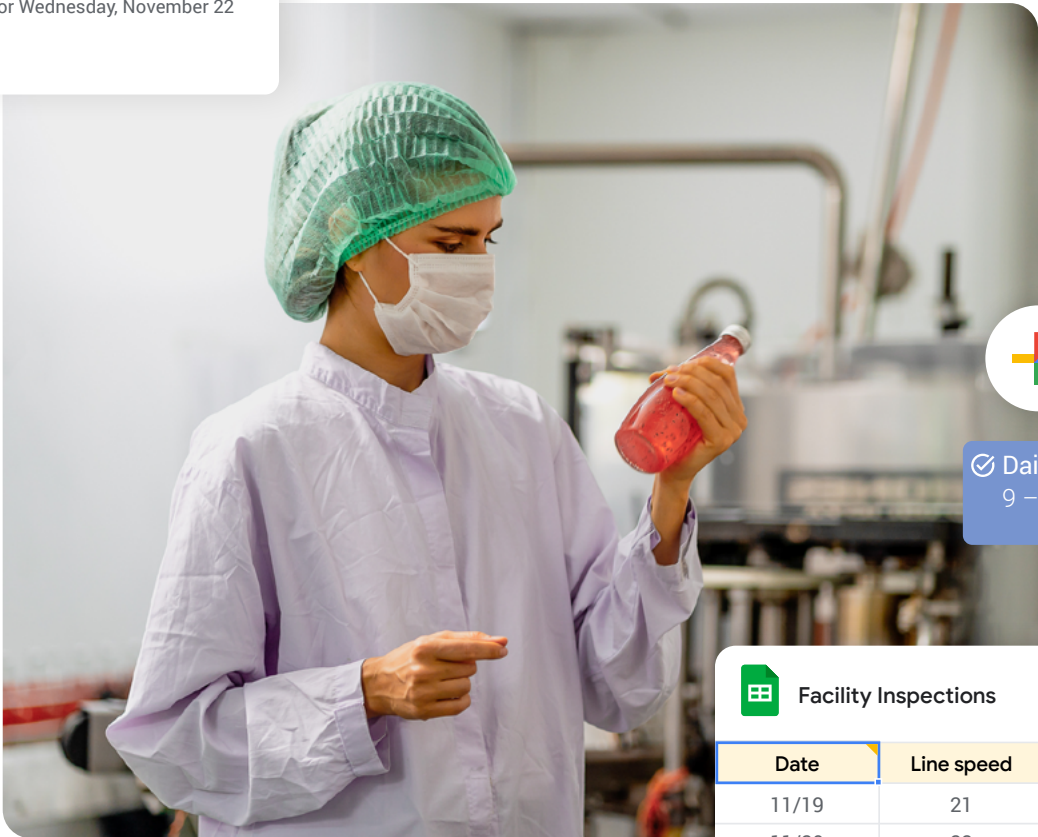 or Wednesday, November 22
Dai
9 –
Facility Inspections
Date Line speed
11/19 21